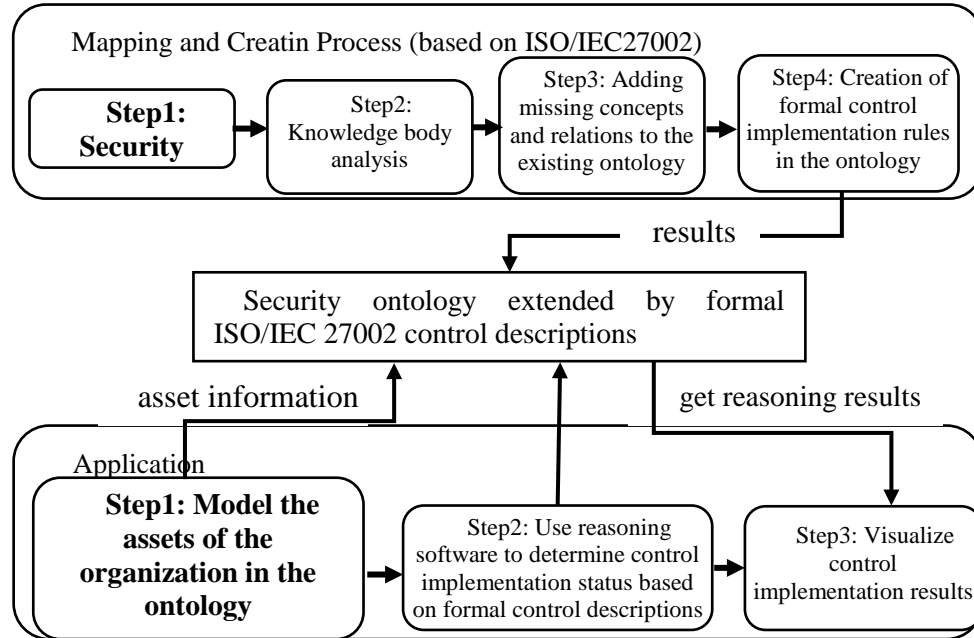 Mapping and Creatin Process (based on ISO/IEC27002)
Step1:
Security
Step2:
Knowledge body
analysis
Step3: Adding
missing concepts
and relations to the
existing ontology
Step4: Creation of
formal control
implementation rules
in the ontology
results
Security ontology extended by formal
ISO/IEC 27002 control descriptions
asset information
get reasoning results
Application
Step1: Model the
assets of the
organization in the
ontology
Step2: Use reasoning
software to determine control
implementation status based
on formal control descriptions
Step3: Visualize
control
implementation results